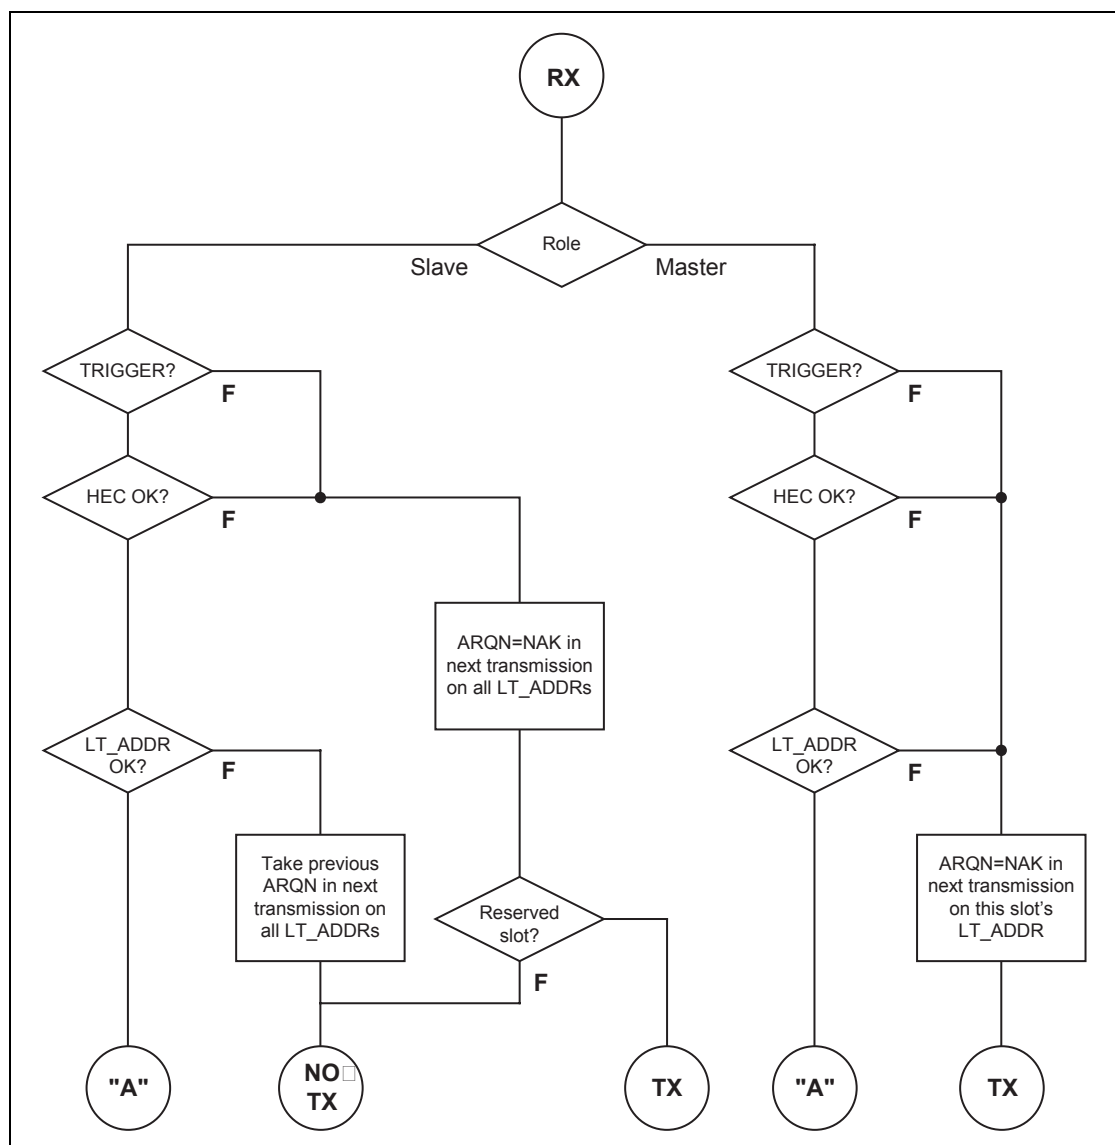 RX
Role
Slave
Master
TRIGGER?
F
TRIGGER?
F
HEC OK?
F
HEC OK?
F
ARQN=NAK in
next transmission
on all LT_ADDRs
LT_ADDR
OK?
F
LT_ADDR
OK?
F
Take previous
ARQN in next
transmission on
all LT_ADDRs
Reserved
slot?
F
ARQN=NAK in
next transmission
on this slot’s
LT_ADDR
"A"
NO□
TX
TX
"A"
TX